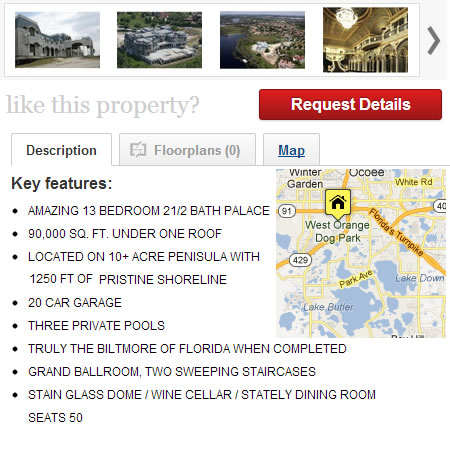 like this property?
Request Details
Description
Floorplans (0)
Map
Key features:
AMAZING 13 BEDROOM 21/2 BATH PALACE
90,000 SQ. FT. UNDER ONE ROOF
LOCATED ON 10+ ACRE PENISULA WITH
1250 FT OF PRISTINE SHORELINE
20 CAR GARAGE
THREE PRIVATE POOLS
TRULY THE BILTMORE OF FLORIDA WHEN COMPLETED
GRAND BALLROOM, TWO SWEEPING STAIRCASES
STAIN GLASS DOME / WINE CELLAR / STATELY DINING ROOM
SEATS 50
Winter
Garden
Ocoee
White Rd
91
West Orange
Dog Park
Florida's Turnpike
429
Park Ave
Lake Down
Lake Butler